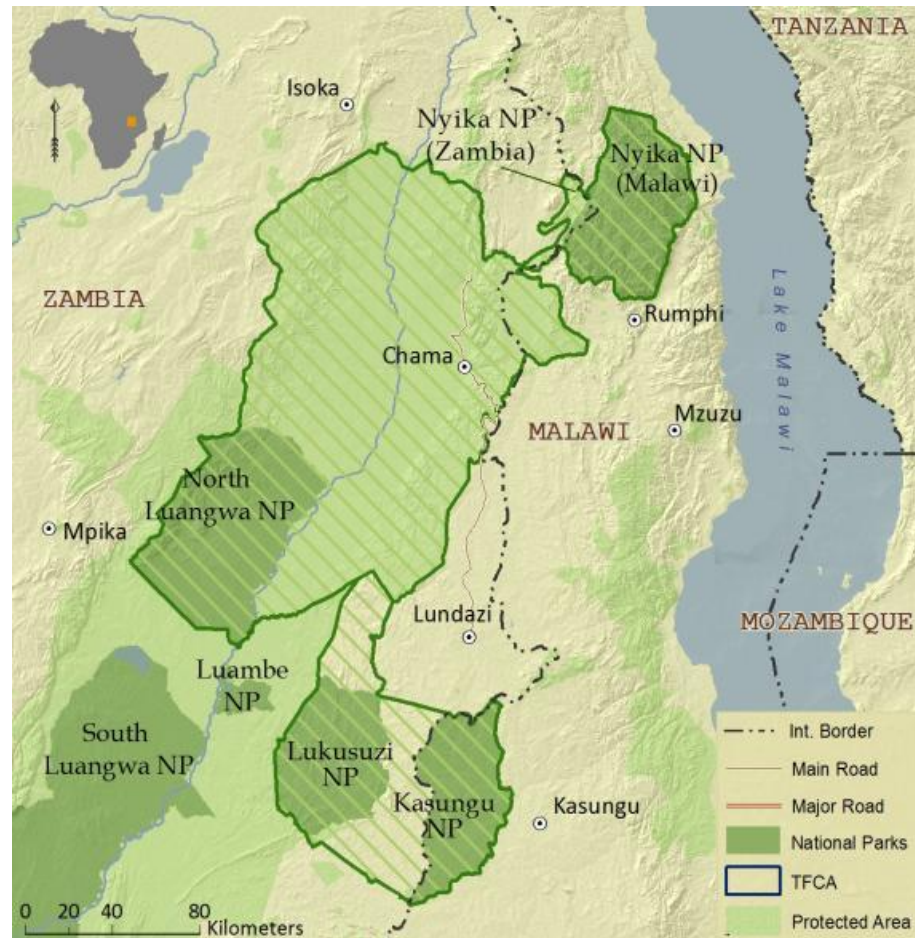 TANZANIA
Isoka
Nyika NP
(Zambia)
Nyika NP
(Malawi)
ZAMBIA
Rumphi
Lake Malawi
Chama
MALAWI
Mzuzu
North
Luangwa NP
Mpika
Lundazi
MOZAMBIQUE
Luambe
NP
South
Luangwa NP
Lukusuzi
NP
Kasungu
NP
Kasungu
Int. Border
Main Road
Major Road
National Parks
TFCA
Protected Area
0 20 40 80
Kilometers